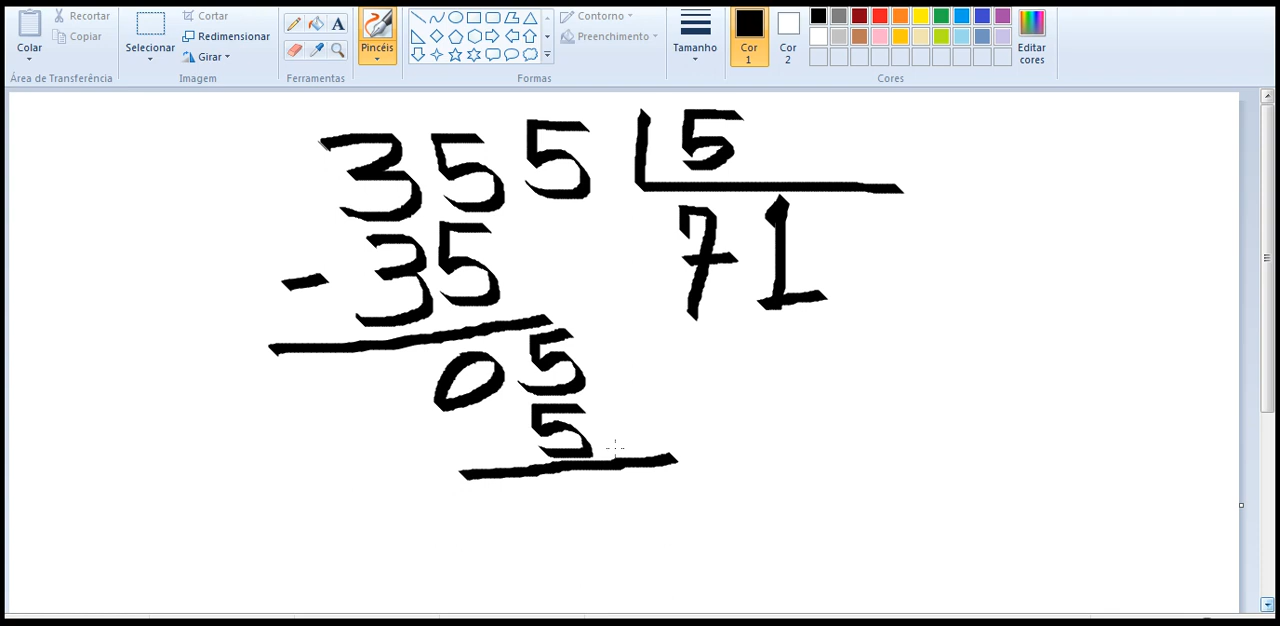 Recortar
Copiar
Colar
Área de Transferência
Selecionar
Cortar
Redimensionar
Girar
Imagem
A
Ferramentas
Pincéis
Contorno
Preenchimento
Formas
Tamanho
Cor 1
Cor 2
Editar cores
Cores
355 5
-35 71
05
5